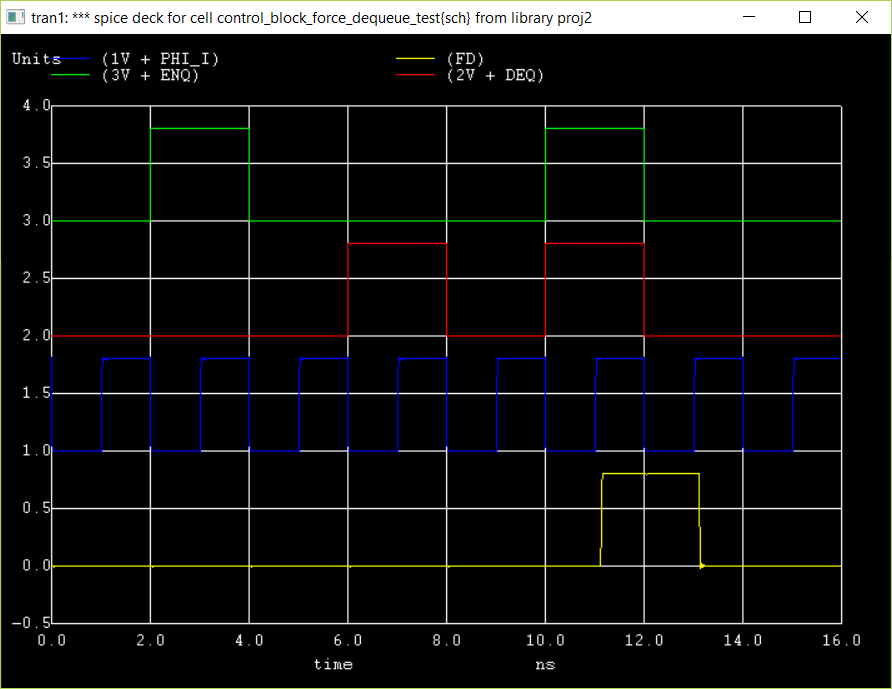 tran1: *** spice deck for cell control_block_force_dequeue_test{sch} from library proj2
Units (1V + PHI_I) (FD)
(3V + ENQ) (2V + DEQ)
4.0
3.5
3.0
2.5
2.0
1.5
1.0
0.5
0.0
-0.5
0.0 2.0 4.0 6.0 8.0 10.0 12.0 14.0 16.0
time ns